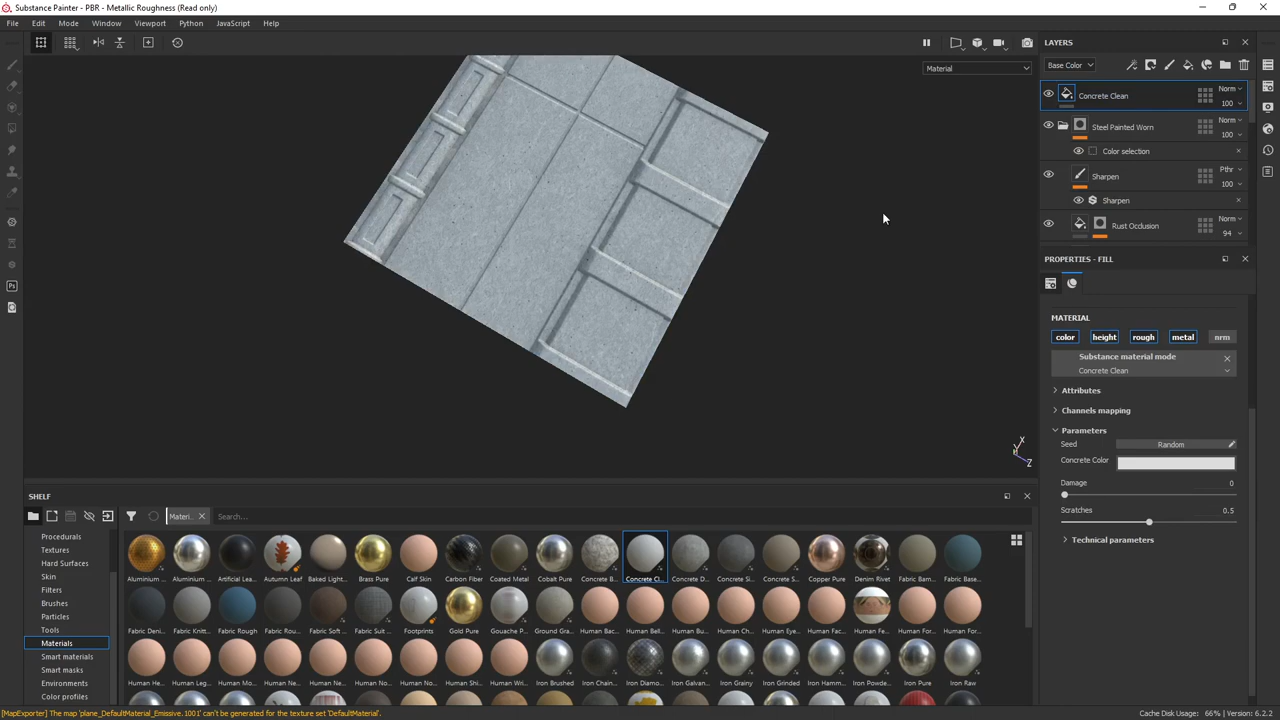 Substance Painter - PBR - Metallic Roughness (Read only)
File Edit Mode Window Viewport Python JavaScript Help
Material
LAYERS
Base Color
Concrete Clean Norm 100
Steel Painted Worn Norm 100
Color selection
Sharpen Pthr 100
Sharpen
Rust Occlusion Norm 94
PROPERTIES - FILL
MATERIAL
color height rough metal nrm
Substance material mode
Concrete Clean
Attributes
Channels mapping
Parameters
Seed Random
Concrete Color
Damage 0
Scratches 0.5
Technical parameters
X
Y
Z
SHELF
Materi... Search...
Procedurals
Textures
Hard Surfaces
Skin
Filters
Brushes
Particles
Tools
Materials
Smart materials
Smart masks
Environments
Color profiles
Aluminium ... Aluminium ... Artificial Lea... Autumn Leaf Baked Light... Brass Pure Calf Skin Carbon Fiber Coated Metal Cobalt Pure Concrete B... Concrete Cl... Concrete D... Concrete Si... Concrete S... Copper Pure Denim Rivet Fabric Barn... Fabric Base...
Fabric Deni... Fabric Knitt... Fabric Rough Fabric Rou... Fabric Soft ... Fabric Suit ... Footprints Gold Pure Gouache P... Ground Gra... Human Bac... Human Bell... Human Bu... Human Ch... Human Eye... Human Fac... Human Fe... Human For... Human For...
Human He... Human Leg... Human Mo... Human Ne... Human No... Human No... Human No... Human Shi... Human Wri... Iron Brushed Iron Chain... Iron Diamo... Iron Galvan... Iron Grainy Iron Grinded Iron Hamm... Iron Powde... Iron Pure Iron Raw
[MapExporter] The map 'plane_DefaultMaterial_Emissive.1001' can't be generated for the texture set 'DefaultMaterial'.
Cache Disk Usage: 66% | Version: 6.2.2